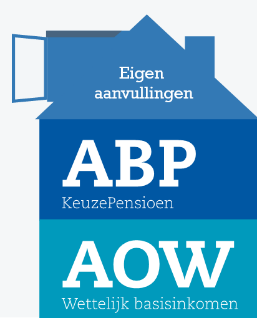 Eigen
aanvullingen
ABP
KeuzePensioen
AOW
Wettelijk basisinkomen